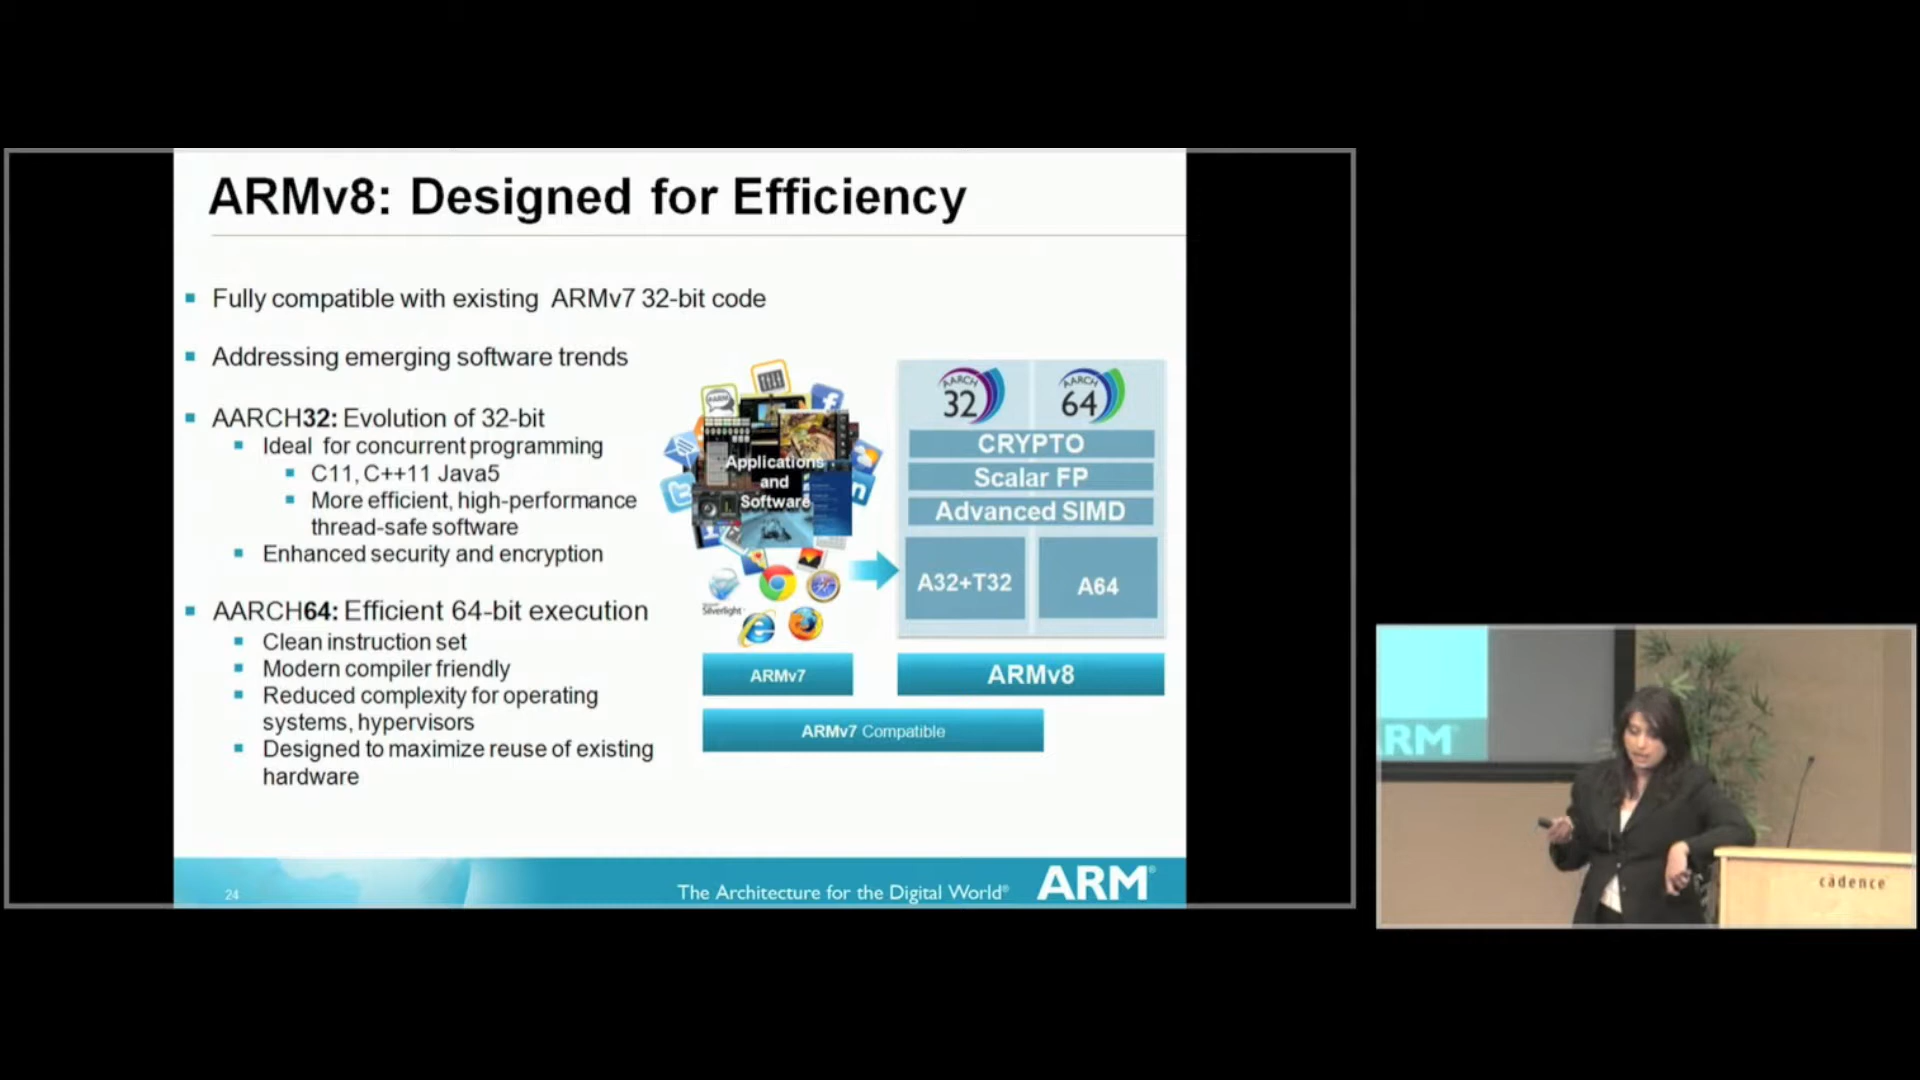 ARMv8: Designed for Efficiency
Fully compatible with existing ARMv7 32-bit code
Addressing emerging software trends
AARCH32: Evolution of 32-bit
Ideal for concurrent programming
C11, C++11 Java5
More efficient, high-performance
thread-safe software
Enhanced security and encryption
AARCH64: Efficient 64-bit execution
Clean instruction set
Modern compiler friendly
Reduced complexity for operating
systems, hypervisors
Designed to maximize reuse of existing
hardware
Applications
and
Software
Silverlight
AARCH
32
AARCH
64
CRYPTO
Scalar FP
Advanced SIMD
A32+T32
A64
ARMv7
ARMv8
ARMv7 Compatible
24
The Architecture for the Digital World®
ARM®
RM
cadence